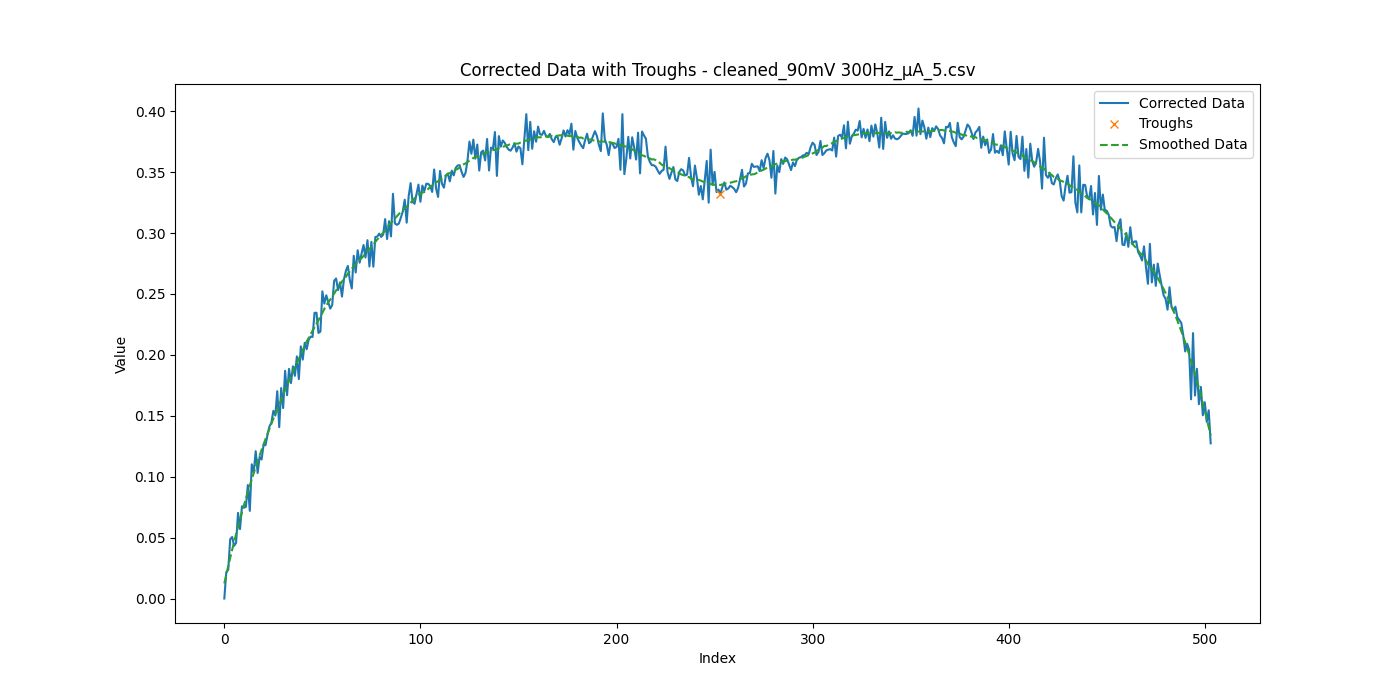 Corrected Data with Troughs - cleaned_90mV 300Hz_μA_5.csv
Corrected Data
Troughs
Smoothed Data
0.40
0.35
0.30
0.25
0.20
0.15
0.10
0.05
0.00
Value
0 100 200 300 400 500
Index